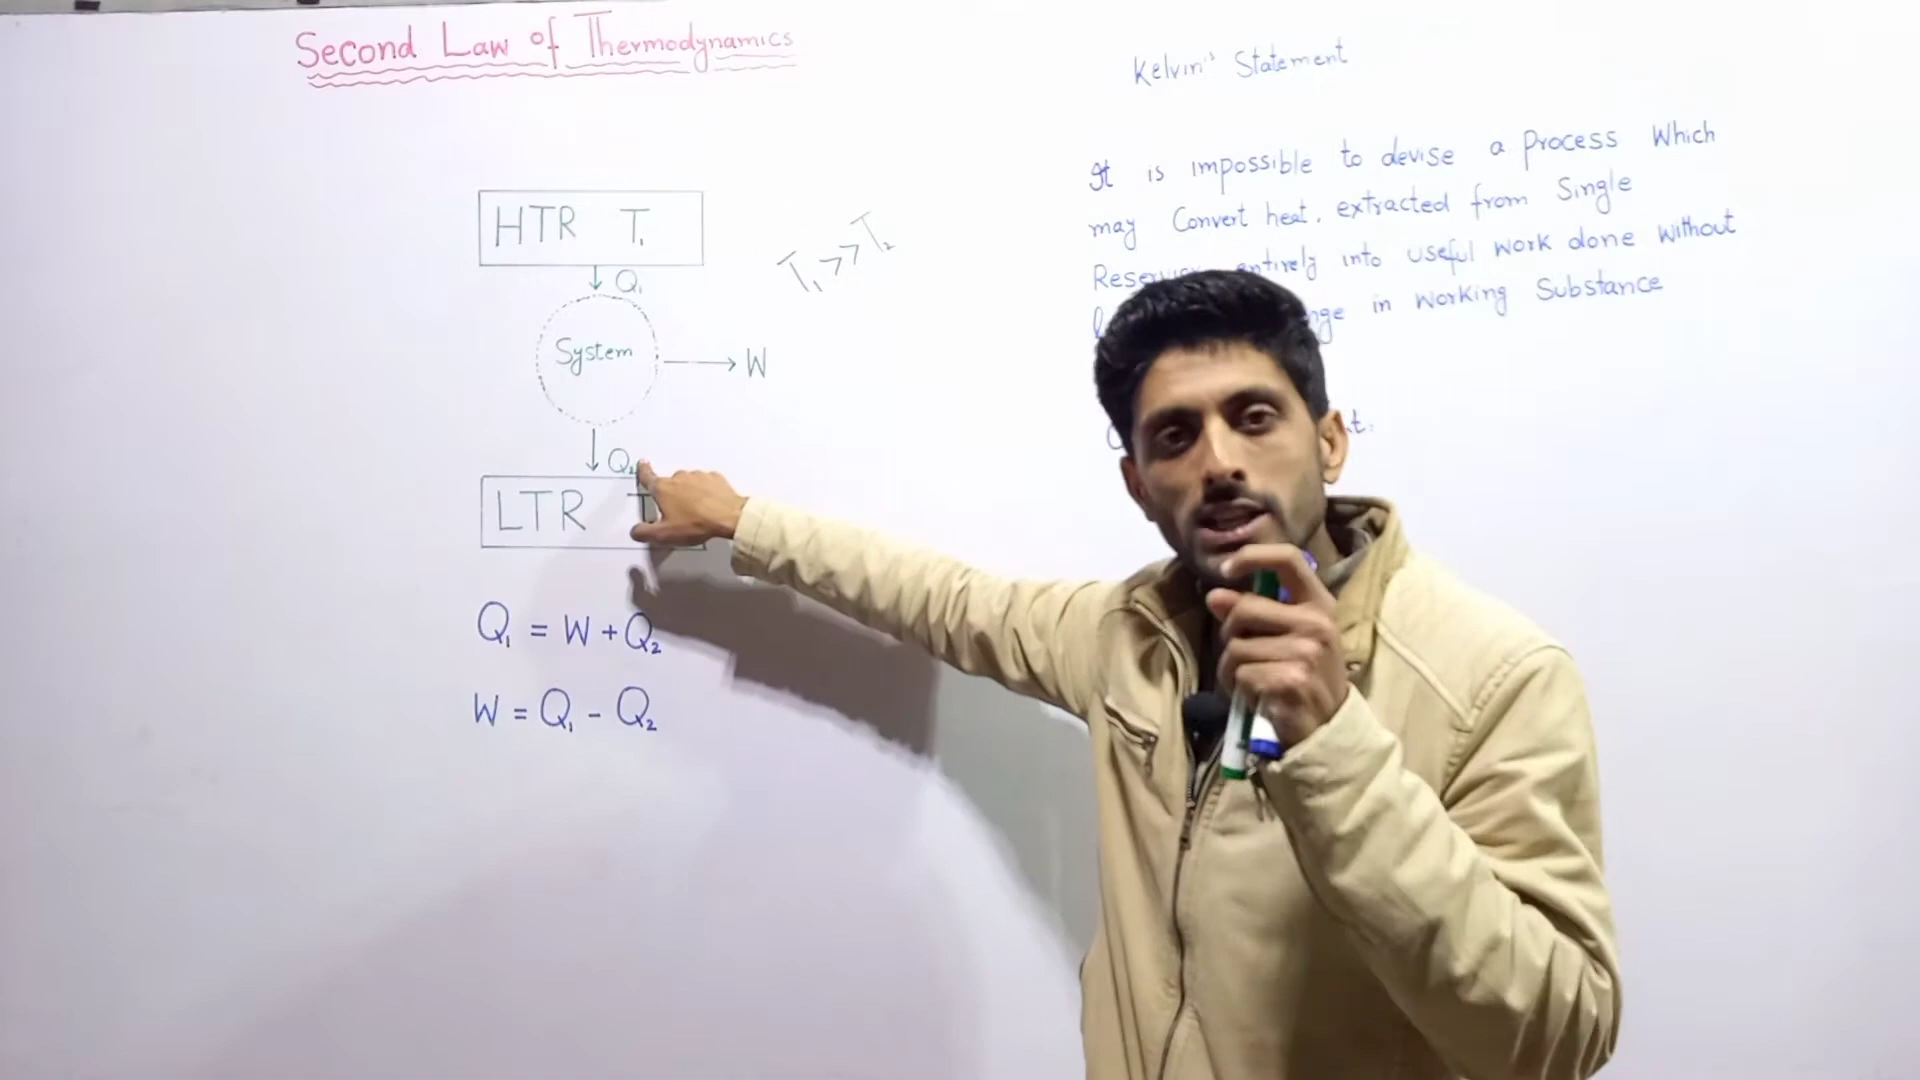 Second Law of Thermodynamics
HTR T₁
Q₁
System
W
Q₂
LTR T
Q₁ = W + Q₂
W = Q₁ - Q₂
T₁ >> T₂
Kelvin's Statement
It is impossible to devise a Process Which
may Convert heat, extracted from Single
entirely into useful work done without
in Working Substance